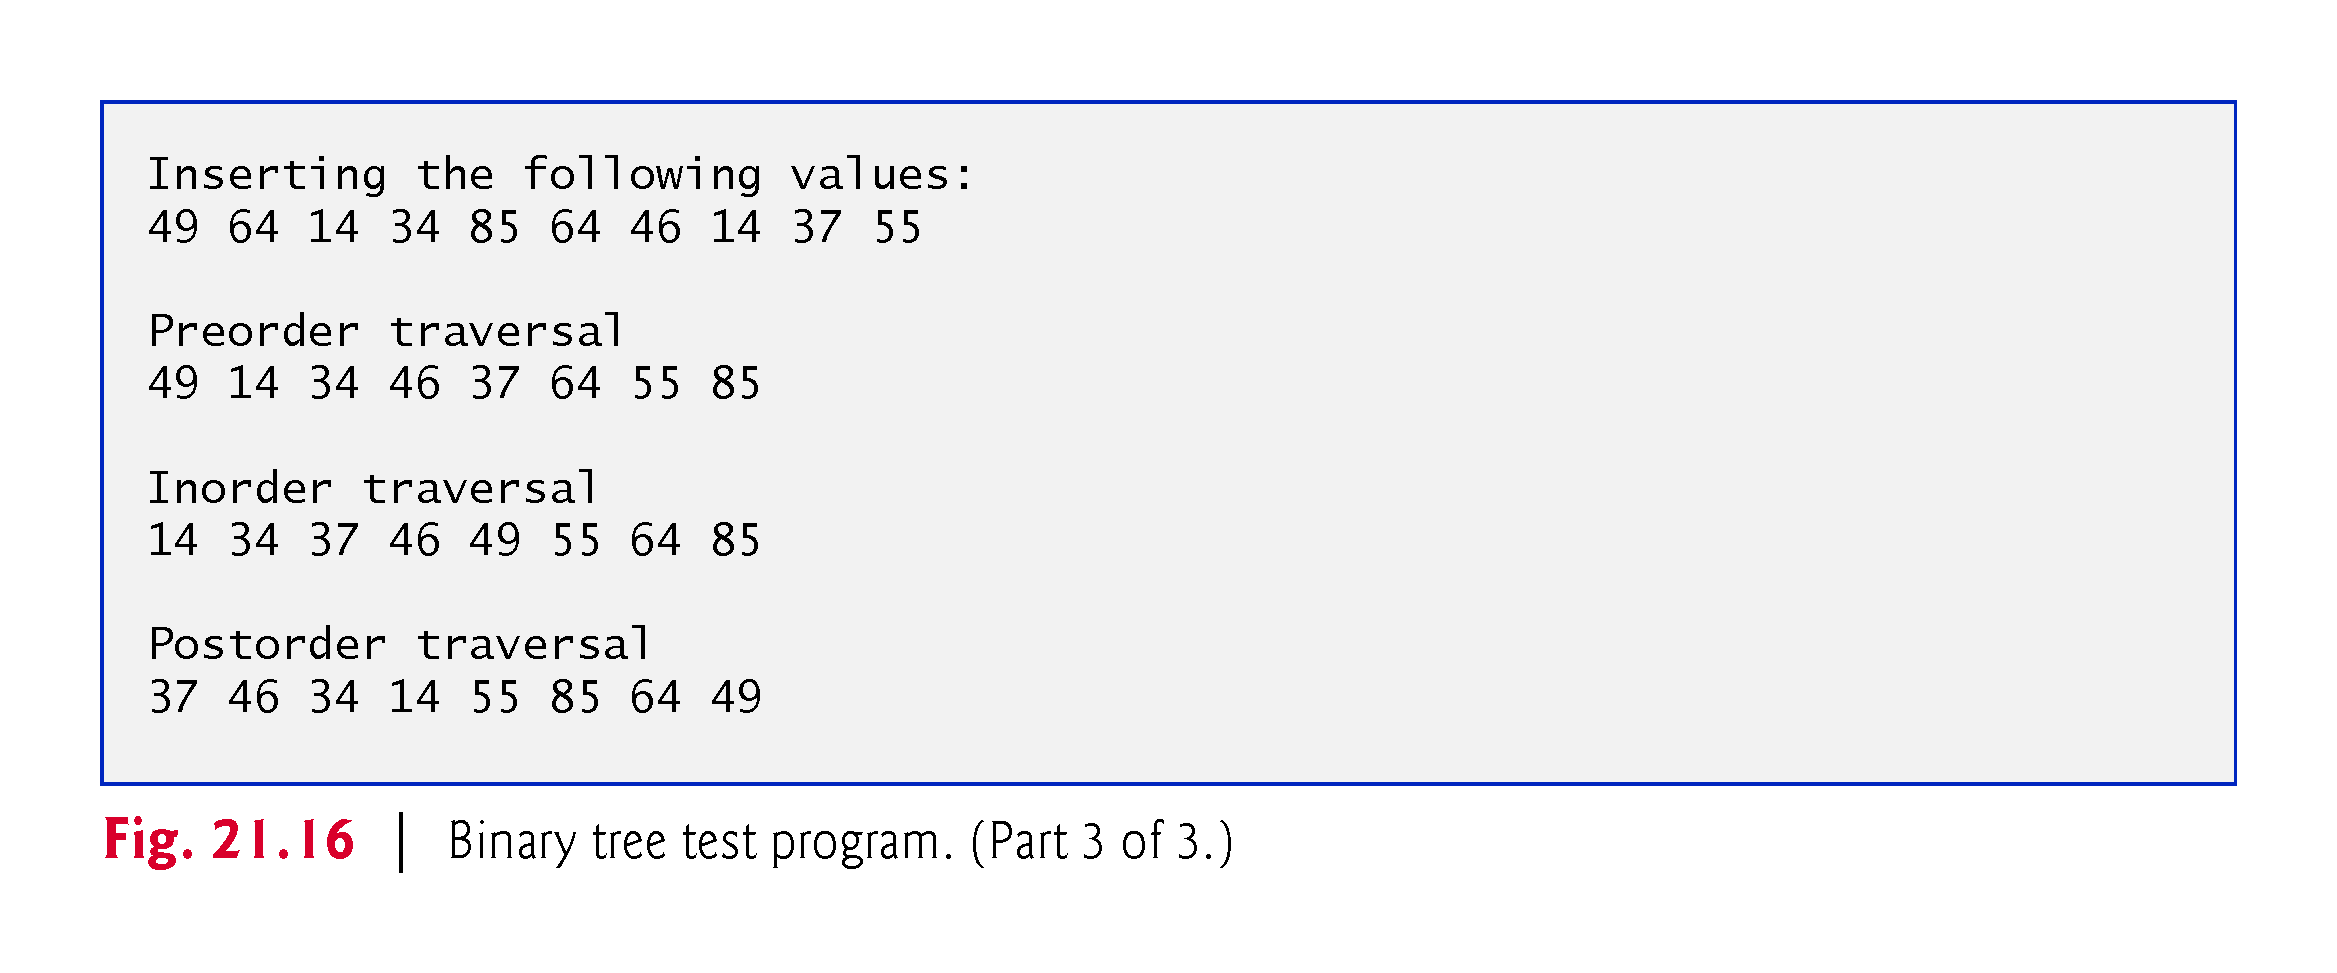 Inserting the following values:
49 64 14 34 85 64 46 14 37 55
Preorder traversal
49 14 34 46 37 64 55 85
Inorder traversal
14 34 37 46 49 55 64 85
Postorder traversal
37 46 34 14 55 85 64 49
Fig. 21.16 | Binary tree test program. (Part 3 of 3.)